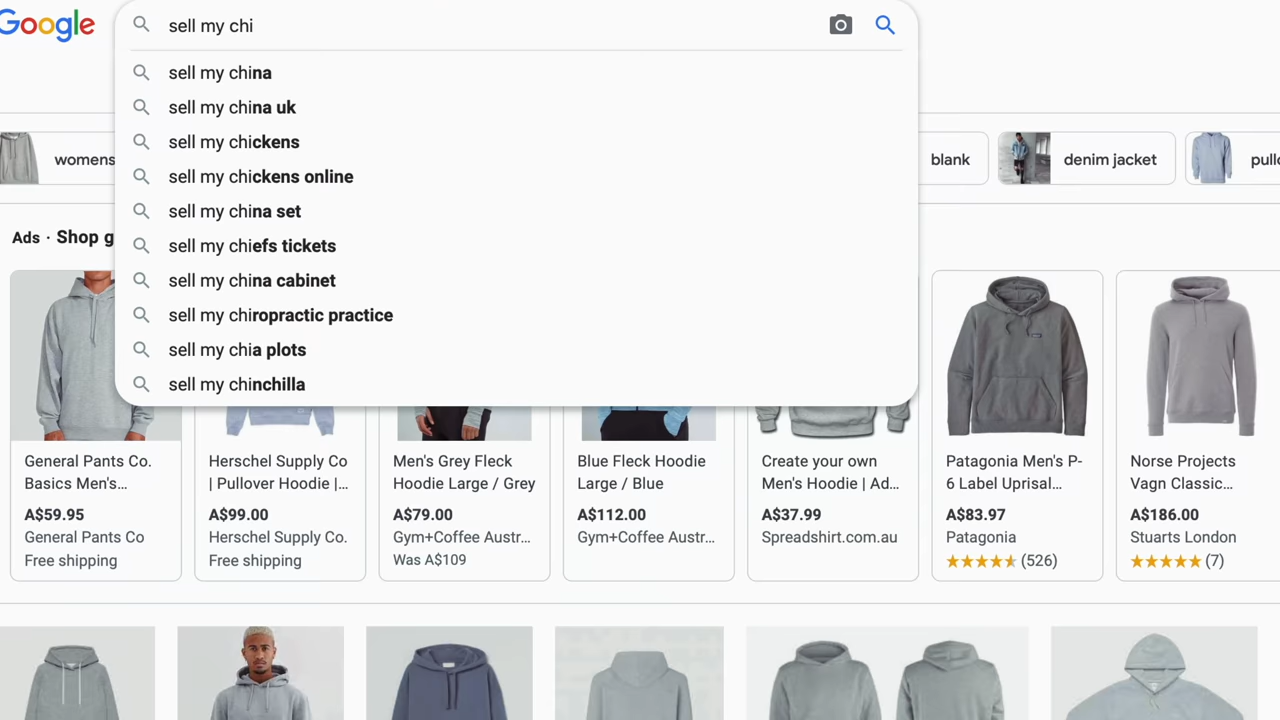 Google
sell my chi
sell my china
sell my china uk
sell my chickens
sell my chickens online
sell my china set
sell my chiefs tickets
sell my china cabinet
sell my chiropractic practice
sell my chia plots
sell my chinchilla
womens
blank
denim jacket
pullo
Ads · Shop g
General Pants Co.
Basics Men's...
A$59.95
General Pants Co
Free shipping
Herschel Supply Co
| Pullover Hoodie |...
A$99.00
Herschel Supply Co.
Free shipping
Men's Grey Fleck
Hoodie Large / Grey
A$79.00
Gym+Coffee Austr...
Was A$109
Blue Fleck Hoodie
Large / Blue
A$112.00
Gym+Coffee Austr...
Create your own
Men's Hoodie | Ad...
A$37.99
Spreadshirt.com.au
Patagonia Men's P-
6 Label Uprisal...
A$83.97
Patagonia
(526)
Norse Projects
Vagn Classic...
A$186.00
Stuarts London
(7)